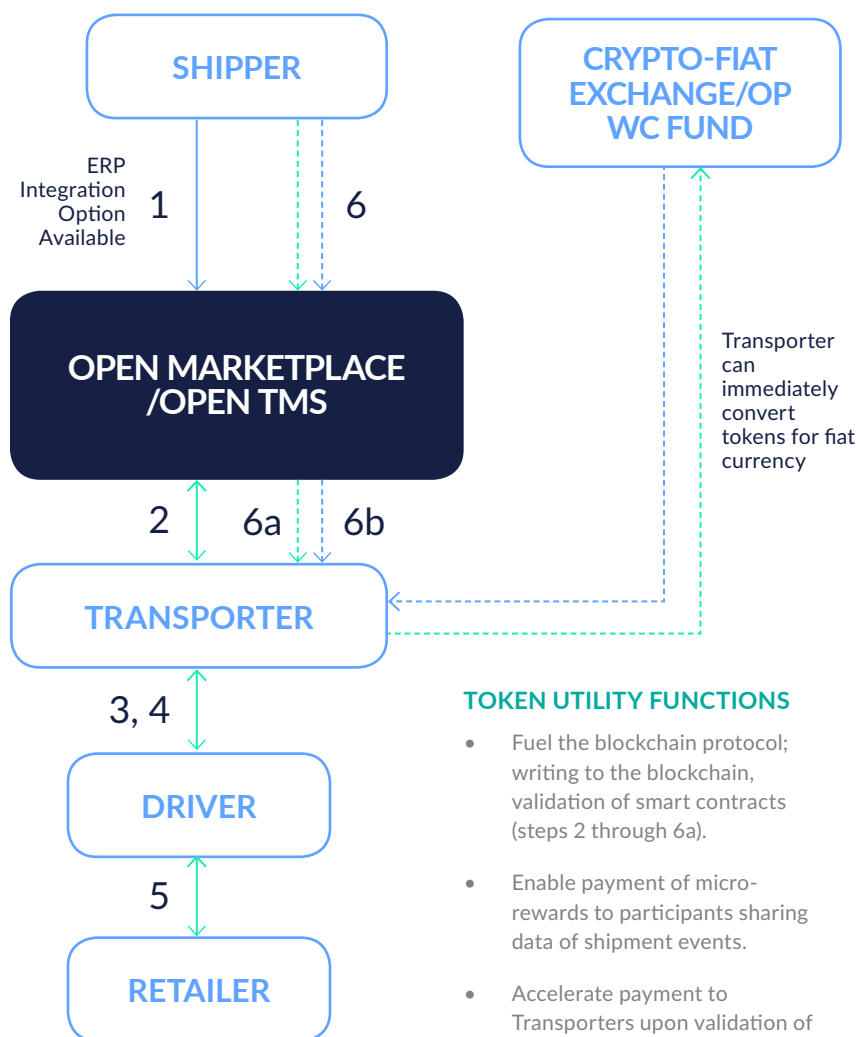 SHIPPER
CRYPTO-FIAT
EXCHANGE/OP
WC FUND
ERP
Integration
Option
Available
1
6
OPEN MARKETPLACE
/OPEN TMS
Transporter
can
immediately
convert
tokens for fiat
currency
2
6a
6b
TRANSPORTER
3, 4
DRIVER
5
RETAILER
TOKEN UTILITY FUNCTIONS
• Fuel the blockchain protocol;
writing to the blockchain,
validation of smart contracts
(steps 2 through 6a).
• Enable payment of micro-
rewards to participants sharing
data of shipment events.
• Accelerate payment to
Transporters upon validation of